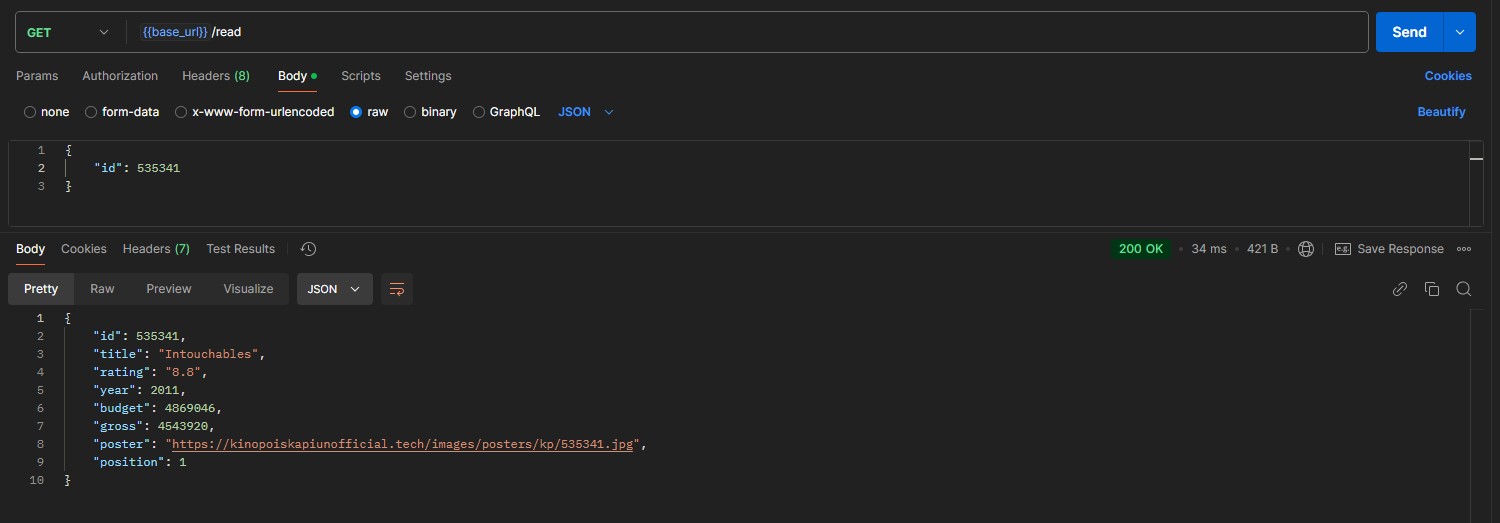 GET {{base_url}} /read Send
Params Authorization Headers (8) Body Scripts Settings Cookies
none form-data x-www-form-urlencoded raw binary GraphQL JSON Beautify
1 {
2 "id": 535341
3 }
Body Cookies Headers (7) Test Results 200 OK • 34 ms • 421 B • e.g. Save Response
Pretty Raw Preview Visualize JSON
1 {
2 "id": 535341,
3 "title": "Intouchables",
4 "rating": "8.8",
5 "year": 2011,
6 "budget": 4869046,
7 "gross": 4543920,
8 "poster": "https://kinopoiskapiunofficial.tech/images/posters/kp/535341.jpg",
9 "position": 1
10 }